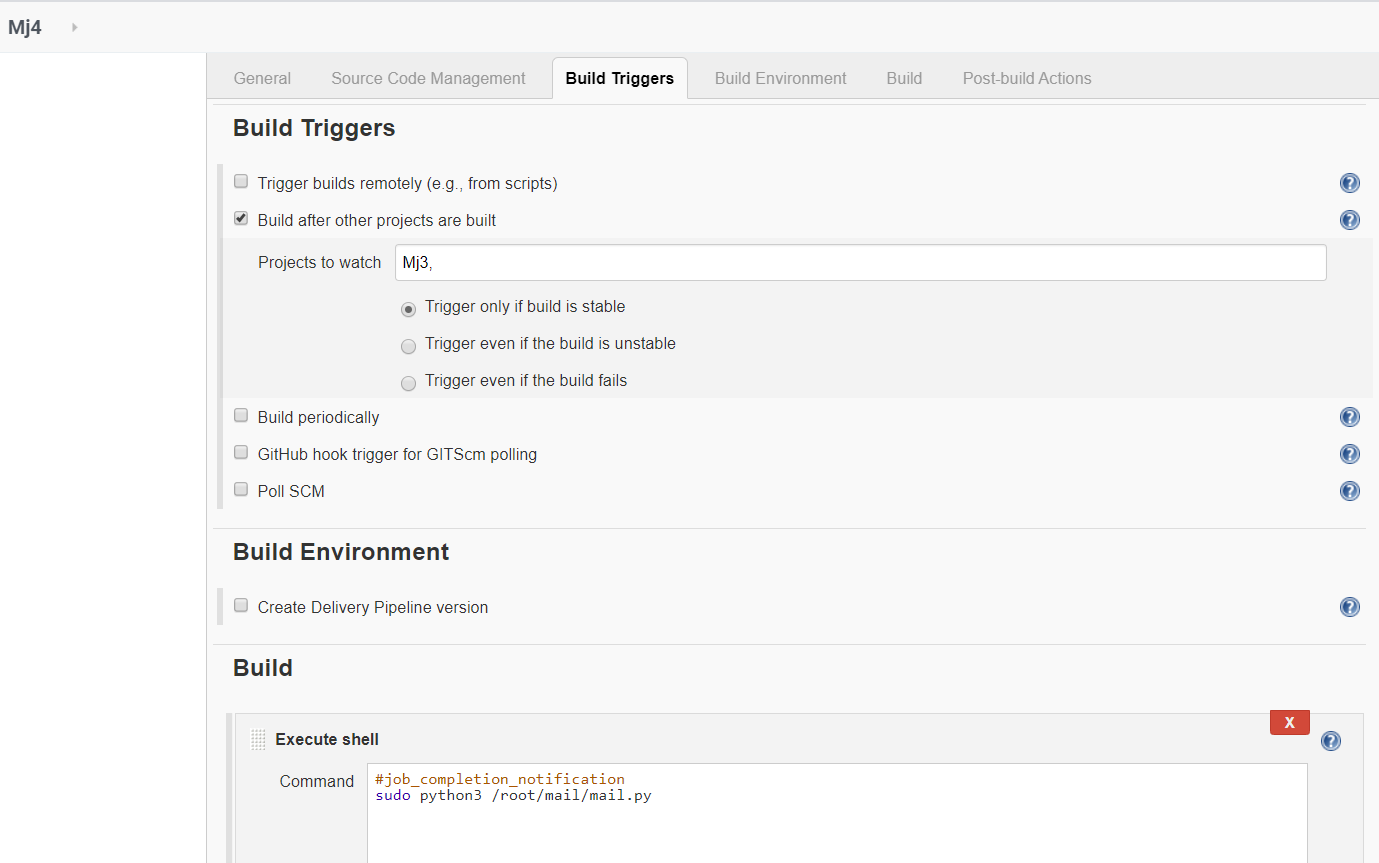 Mj4
General Source Code Management Build Triggers Build Environment Build Post-build Actions
Build Triggers
Trigger builds remotely (e.g., from scripts)
Build after other projects are built
Projects to watch Mj3,
Trigger only if build is stable
Trigger even if the build is unstable
Trigger even if the build fails
Build periodically
GitHub hook trigger for GITScm polling
Poll SCM
Build Environment
Create Delivery Pipeline version
Build
X
Execute shell
Command #job_completion_notification
sudo python3 /root/mail/mail.py